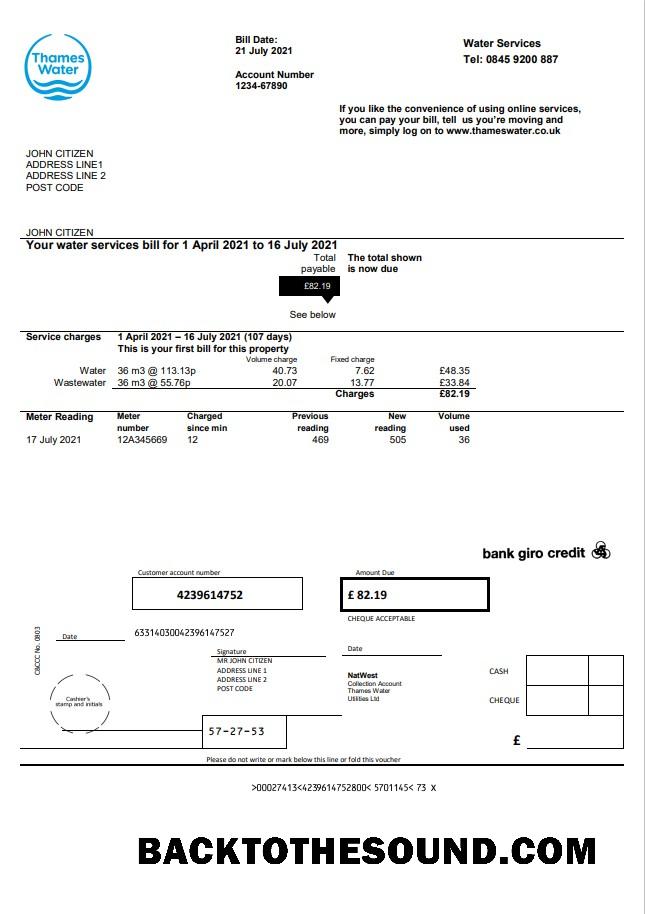 Thames
Water
Bill Date:
21 July 2021
Account Number
1234-67890
Water Services
Tel: 0845 9200 887
If you like the convenience of using online services,
you can pay your bill, tell us you're moving and
more, simply log on to www.thameswater.co.uk
JOHN CITIZEN
ADDRESS LINE1
ADDRESS LINE 2
POST CODE
JOHN CITIZEN
Your water services bill for 1 April 2021 to 16 July 2021
Total The total shown
payable is now due
£82.19
See below
Service charges 1 April 2021 – 16 July 2021 (107 days)
This is your first bill for this property
Volume charge Fixed charge
Water 36 m3 @ 113.13p 40.73 7.62 £48.35
Wastewater 36 m3 @ 55.76p 20.07 13.77 £33.84
Charges £82.19
Meter Reading Meter Charged Previous New Volume
number since min reading reading used
17 July 2021 12A345669 12 469 505 36
bank giro credit
Customer account number Amount Due
4239614752 £ 82.19
CHEQUE ACCEPTABLE
C&CCC No. 0803
Date 63314030042396147527
Signature Date
MR JOHN CITIZEN
ADDRESS LINE 1
ADDRESS LINE 2
POST CODE
NatWest
Collection Account
Thames Water
Utilities Ltd
CASH
CHEQUE
£
Cashier's
stamp and initials
57-27-53
Please do not write or mark below this line or fold this voucher
>00027413<4239614752800< 5701145< 73 X
BACKTOTHESOUND.COM